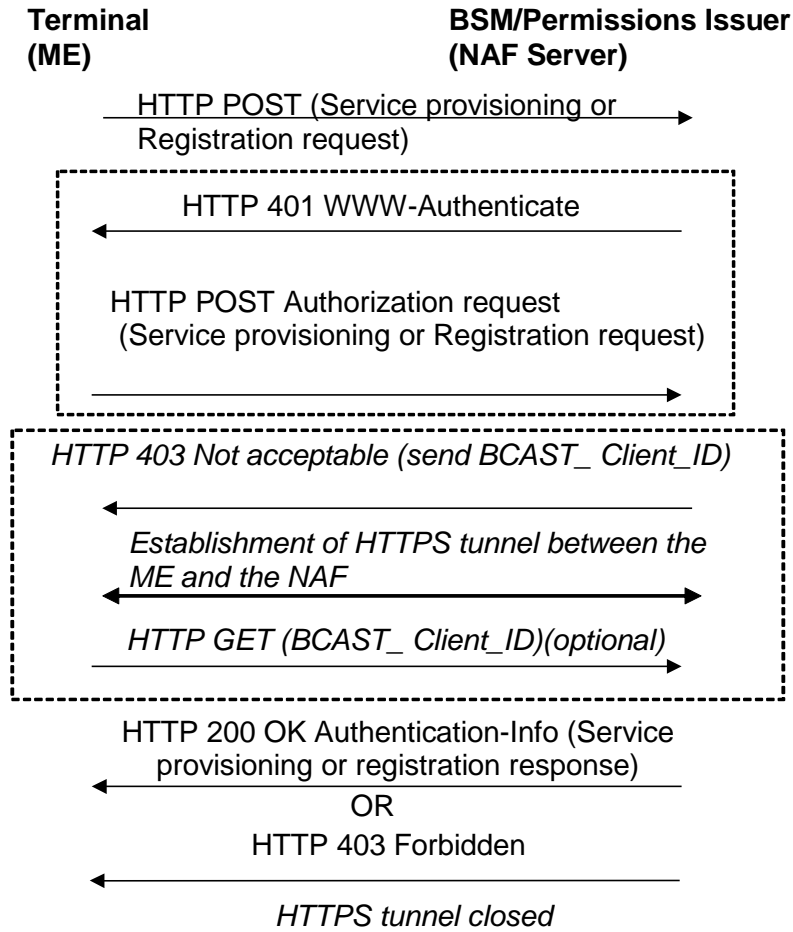 Terminal
(ME)
BSM/Permissions Issuer
(NAF Server)
HTTP POST (Service provisioning or
Registration request)
HTTP 401 WWW-Authenticate
HTTP POST Authorization request
(Service provisioning or Registration request)
HTTP 403 Not acceptable (send BCAST_ Client_ID)
Establishment of HTTPS tunnel between the
ME and the NAF
HTTP GET (BCAST_ Client_ID)(optional)
HTTP 200 OK Authentication-Info (Service
provisioning or registration response)
OR
HTTP 403 Forbidden
HTTPS tunnel closed